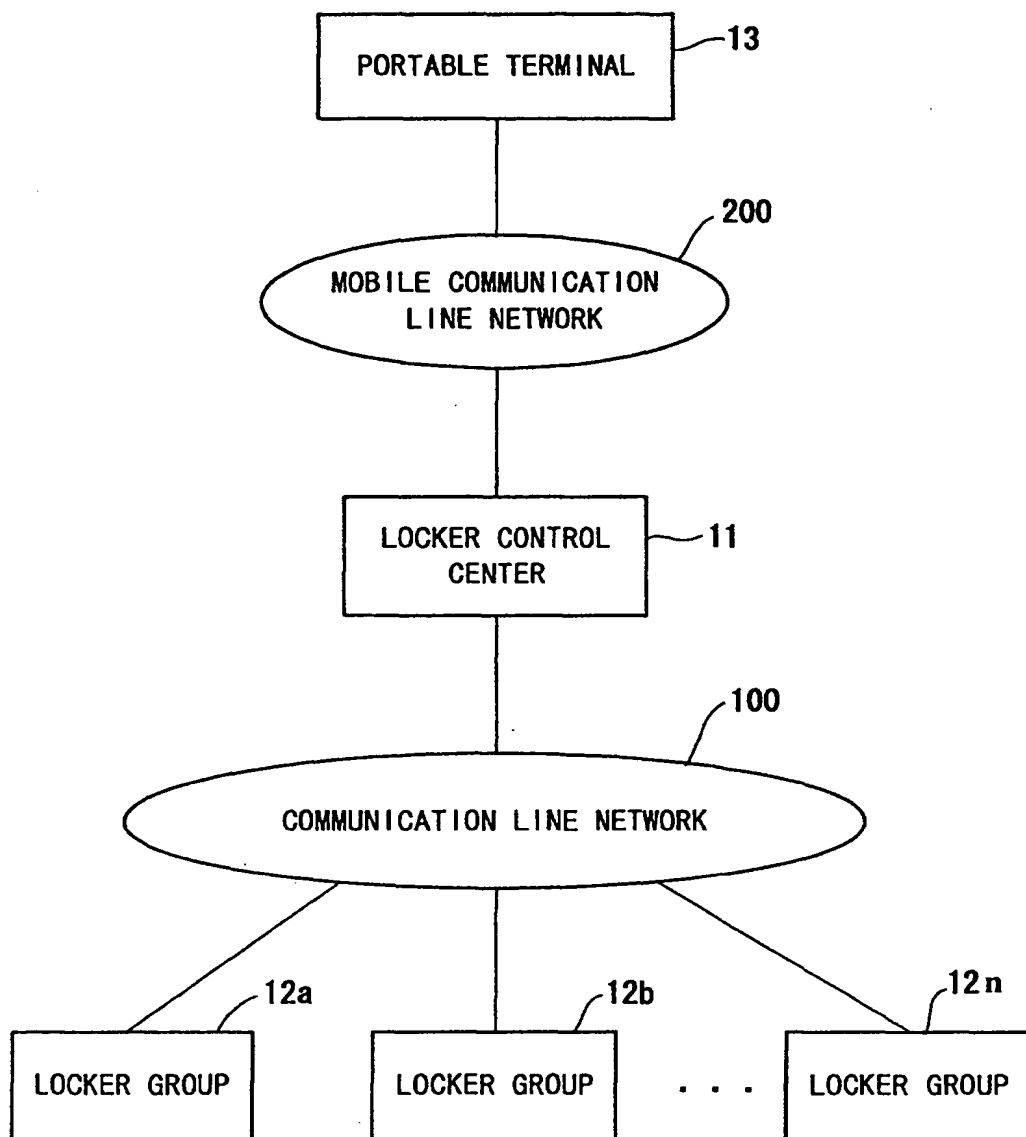 13
PORTABLE TERMINAL
200
MOBILE COMMUNICATION
LINE NETWORK
LOCKER CONTROL
CENTER
11
100
COMMUNICATION LINE NETWORK
12a
12b
12n
LOCKER GROUP
LOCKER GROUP
. . .
LOCKER GROUP